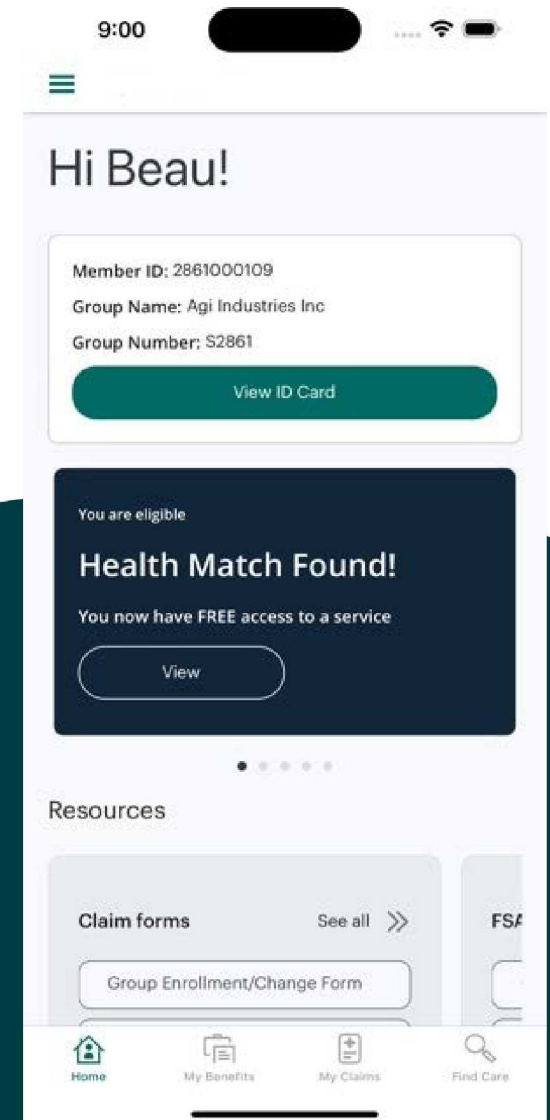 9:00
Hi Beau!
Member ID: 2861000109
Group Name: Agi Industries Inc
Group Number: S2861
View ID Card
You are eligible
Health Match Found!
You now have FREE access to a service
View
Resources
Claim forms See all FSA
Group Enrollment/Change Form
Home My Benefits My Claims Find Care